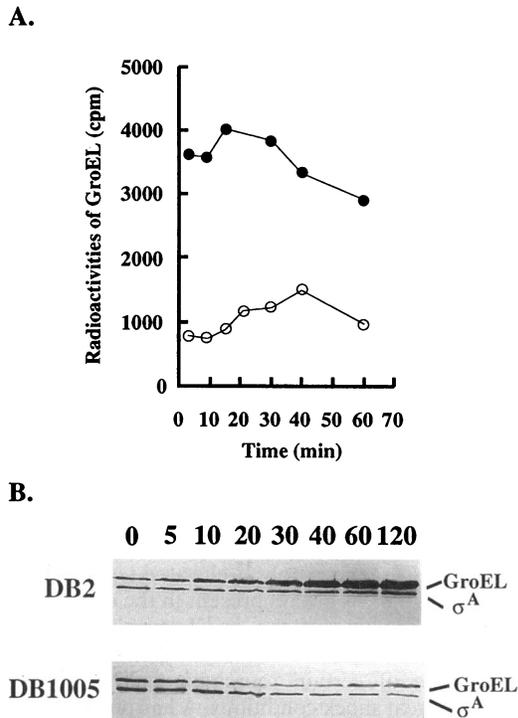 A.
Radioactivities of GroEL (cpm)
5000
4000
3000
2000
1000
0
0 10 20 30 40 50 60 70
Time (min)
B.
0 5 10 20 30 40 60 120
DB2
GroEL
σA
DB1005
GroEL
σA